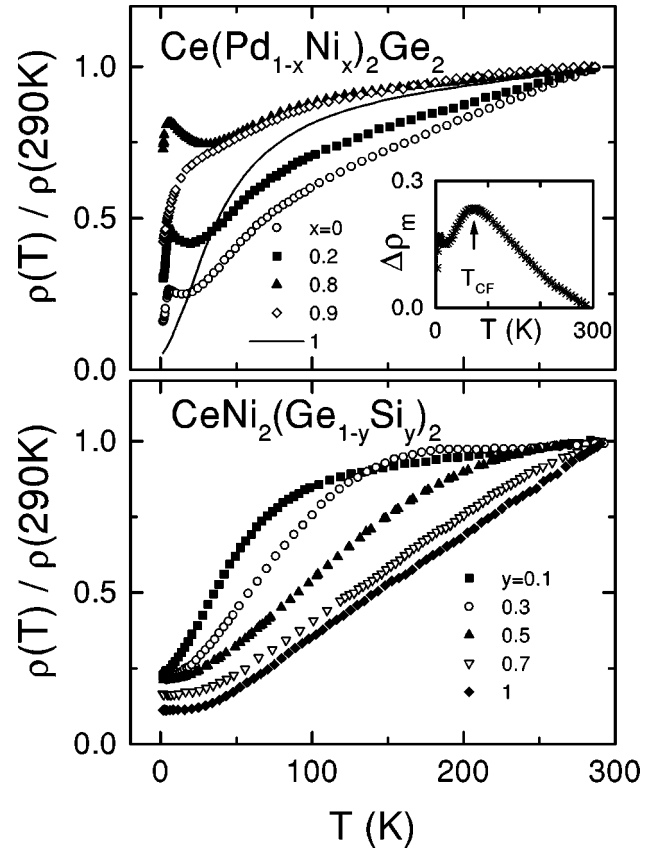 Ce(Pd₁₋ₓNiₓ)₂Ge₂
ρ(T) / ρ(290K)
1.0
0.5
0.0
x=0
0.2
0.8
0.9
1
0.3
Δρₘ
T_CF
0.0
0
T (K)
300
CeNi₂(Ge₁₋ᵧSiᵧ)₂
ρ(T) / ρ(290K)
1.0
0.5
0.0
y=0.1
0.3
0.5
0.7
1
0 100 200 300
T (K)